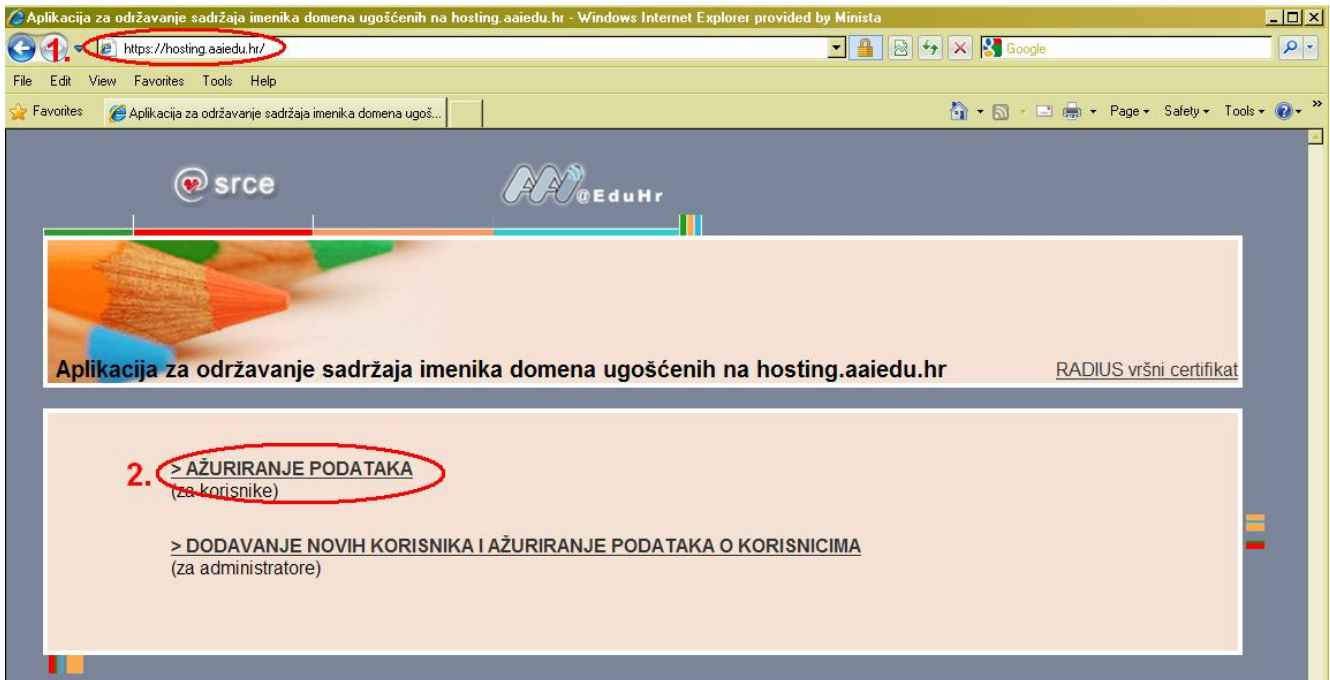 Aplikacija za održavanje sadržaja imenika domena ugošćenih na hosting.aaiedu.hr - Windows Internet Explorer provided by Minista
1.
https://hosting.aaiedu.hr/
Google
File Edit View Favorites Tools Help
Favorites
Aplikacija za održavanje sadržaja imenika domena ugoš...
Page Safety Tools
srce
AAI@EduHr
Aplikacija za održavanje sadržaja imenika domena ugošćenih na hosting.aaiedu.hr
RADIUS vršni certifikat
2.
> AŽURIRANJE PODATAKA
(za korisnike)
> DODAVANJE NOVIH KORISNIKA I AŽURIRANJE PODATAKA O KORISNICIMA
(za administratore)